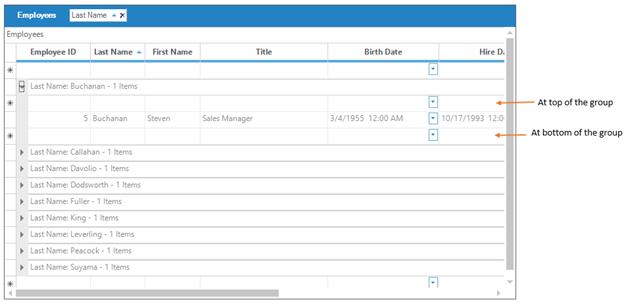 Employees Last Name
Employees
Employee ID Last Name First Name Title Birth Date Hire Da
Last Name: Buchanan - 1 Items
At top of the group
5 Buchanan Steven Sales Manager 3/4/1955 12:00 AM 10/17/1993 12:0
At bottom of the group
Last Name: Callahan - 1 Items
Last Name: Davolio - 1 Items
Last Name: Dodsworth - 1 Items
Last Name: Fuller - 1 Items
Last Name: King - 1 Items
Last Name: Leverling - 1 Items
Last Name: Peacock - 1 Items
Last Name: Suyama - 1 Items